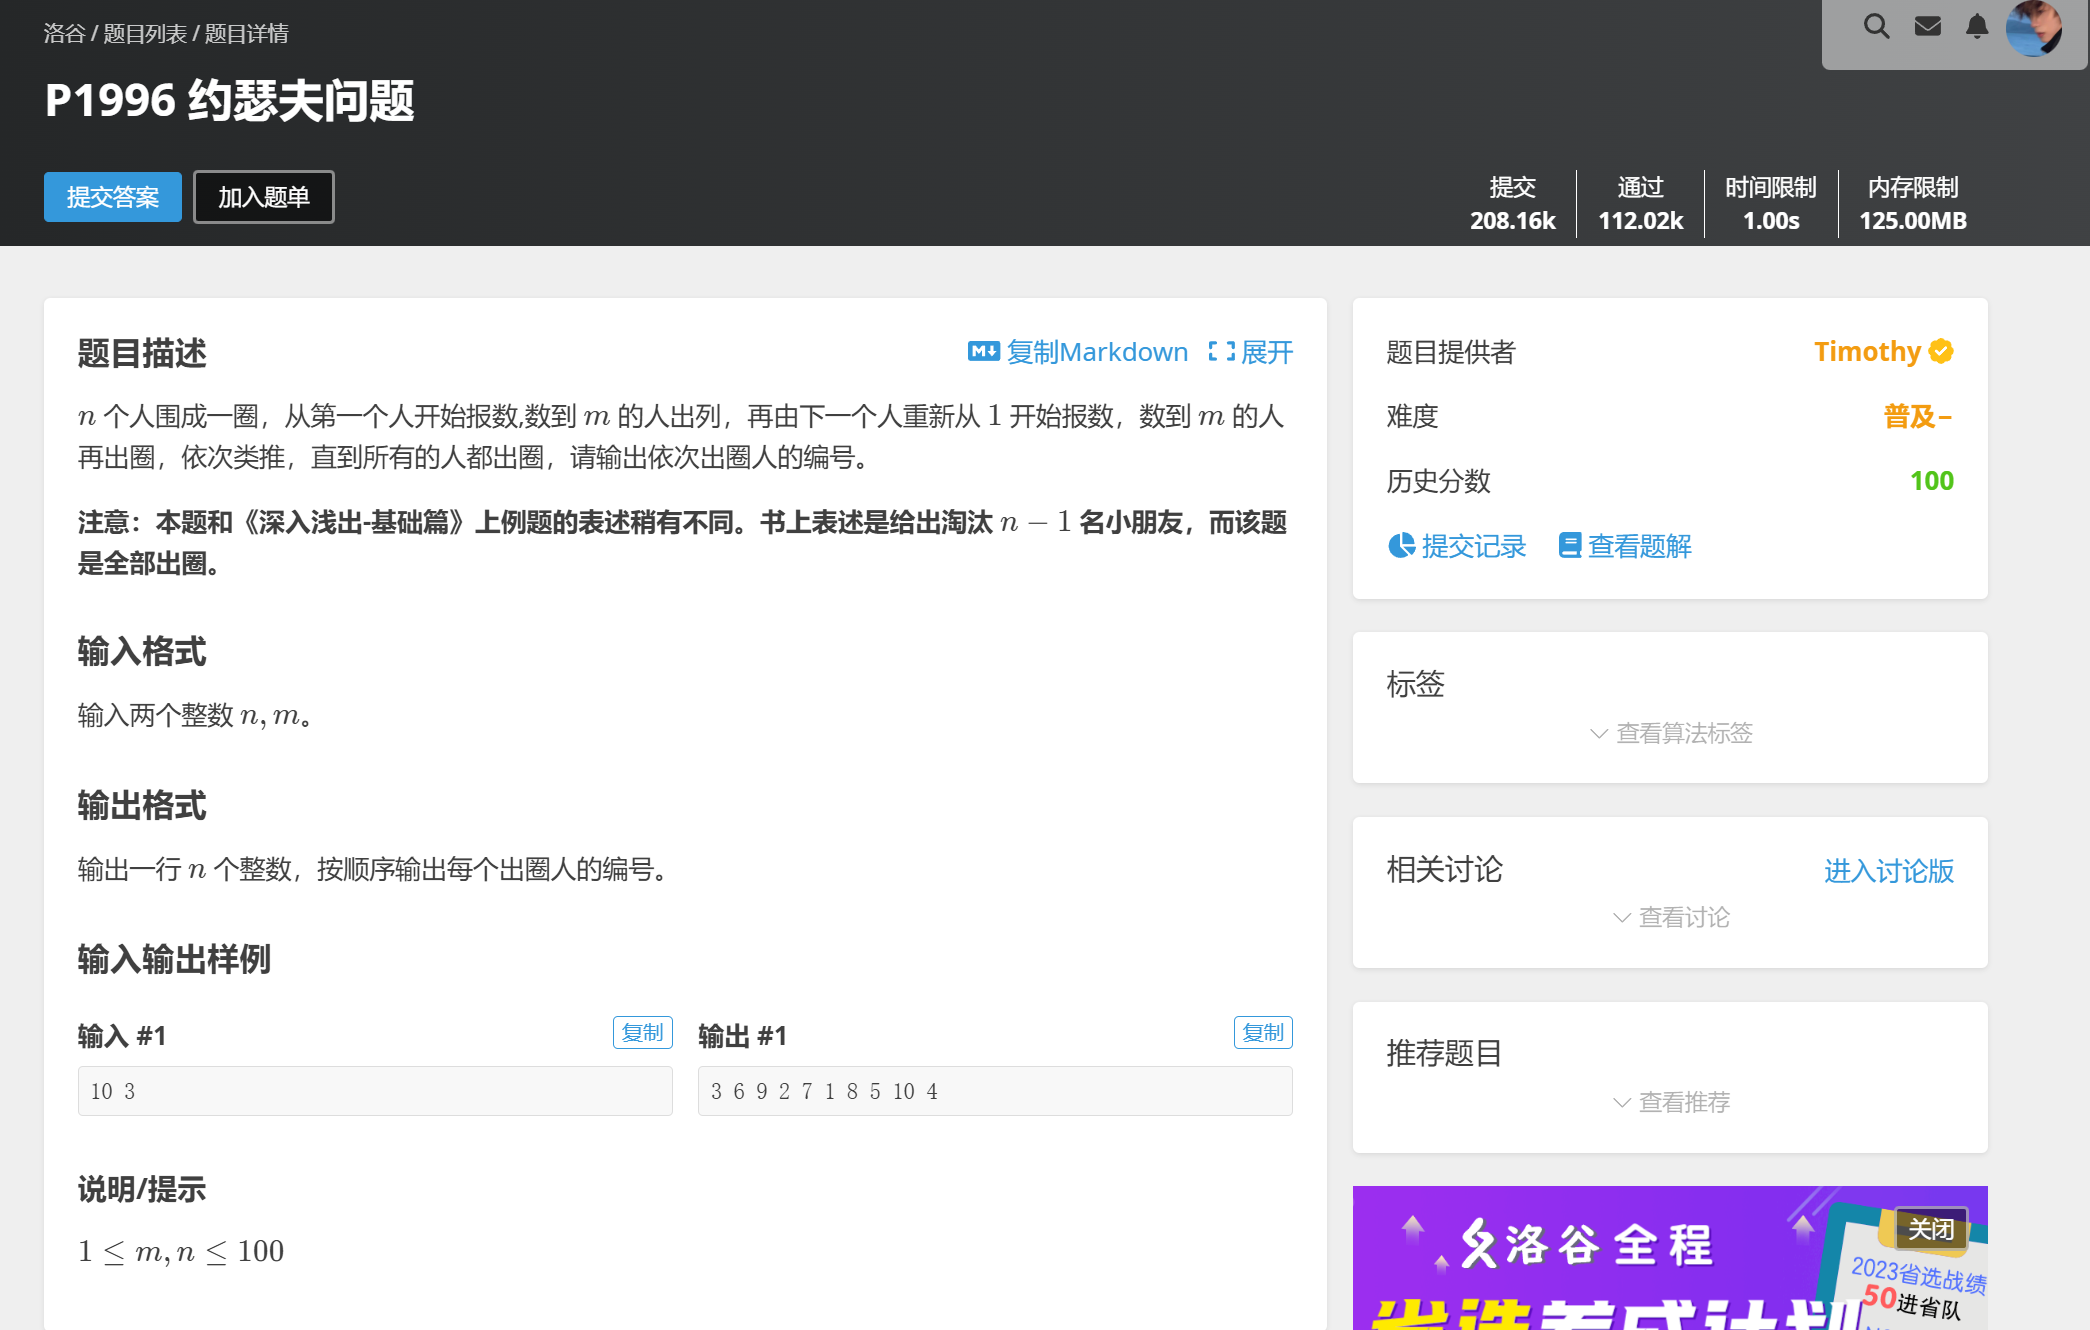 洛谷 / 题目列表 / 题目详情
P1996 约瑟夫问题
提交答案
加入题单
提交
208.16k
通过
112.02k
时间限制
1.00s
内存限制
125.00MB
题目描述
复制Markdown
展开
n 个人围成一圈，从第一个人开始报数,数到 m 的人出列，再由下一个人重新从 1 开始报数，数到 m 的人
再出圈，依次类推，直到所有的人都出圈，请输出依次出圈人的编号。
注意：本题和《深入浅出-基础篇》上例题的表述稍有不同。书上表述是给出淘汰 n − 1 名小朋友，而该题
是全部出圈。
输入格式
输入两个整数 n, m。
输出格式
输出一行 n 个整数，按顺序输出每个出圈人的编号。
输入输出样例
输入 #1
复制
输出 #1
复制
10 3
3 6 9 2 7 1 8 5 10 4
说明/提示
1 ≤ m, n ≤ 100
题目提供者
Timothy
难度
普及−
历史分数
100
提交记录
查看题解
标签
查看算法标签
相关讨论
进入讨论版
查看讨论
推荐题目
查看推荐
洛谷全程
关闭
2023省选战绩
50进省队
省选养成计划